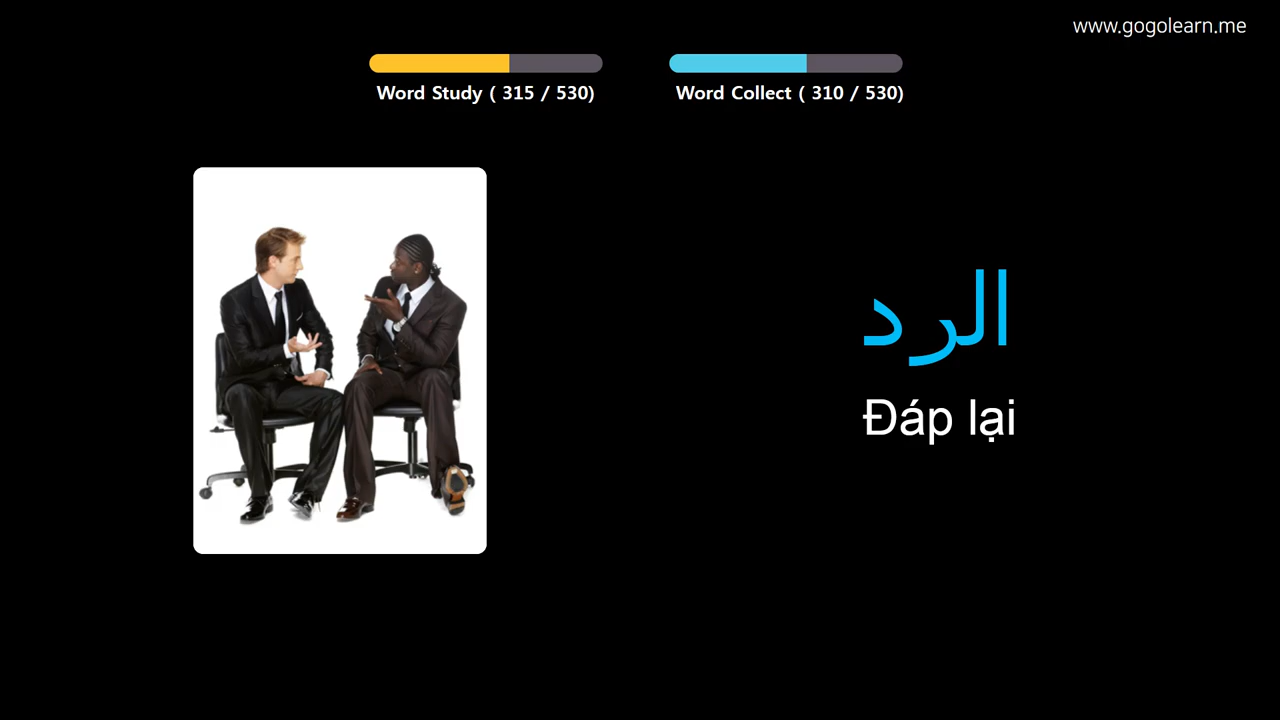 www.gogolearn.me
Word Study ( 315 / 530)
Word Collect ( 310 / 530)
الرد
Đáp lại